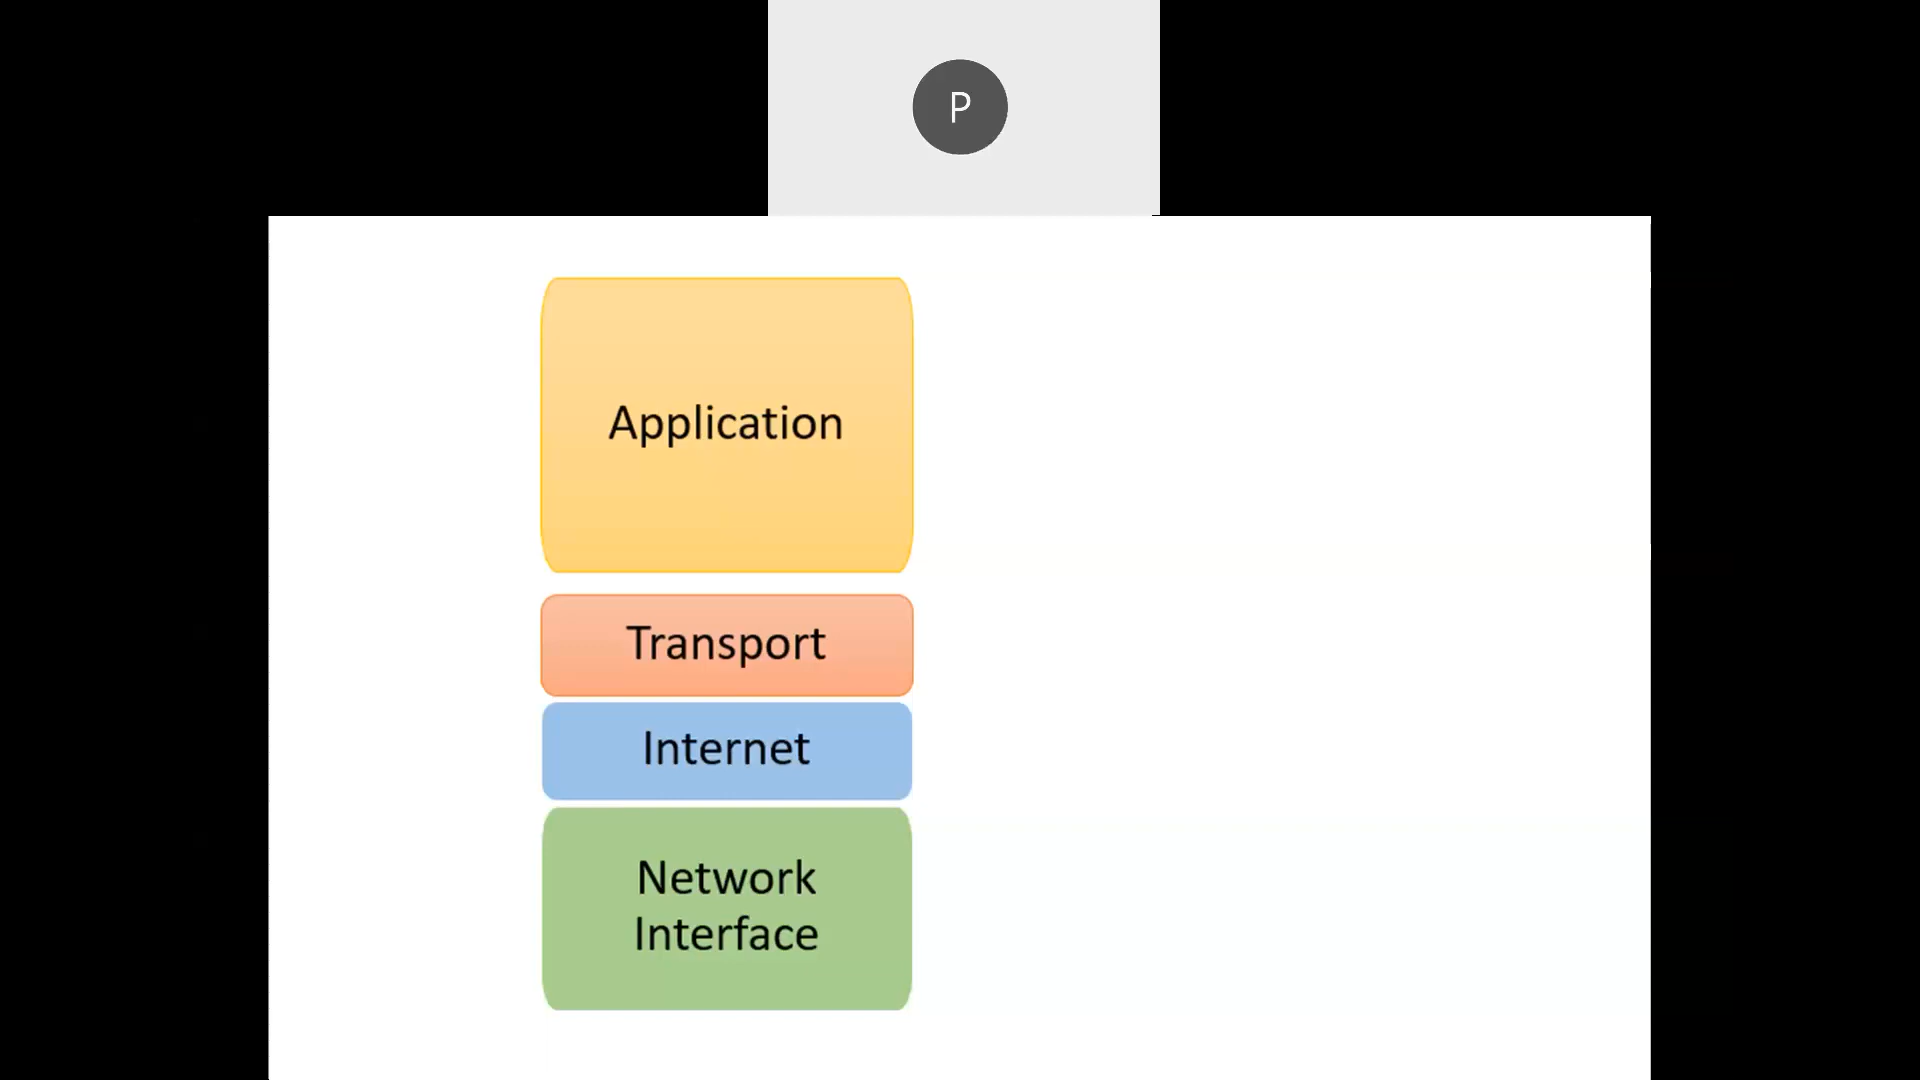 P
Application
Transport
Internet
Network
Interface